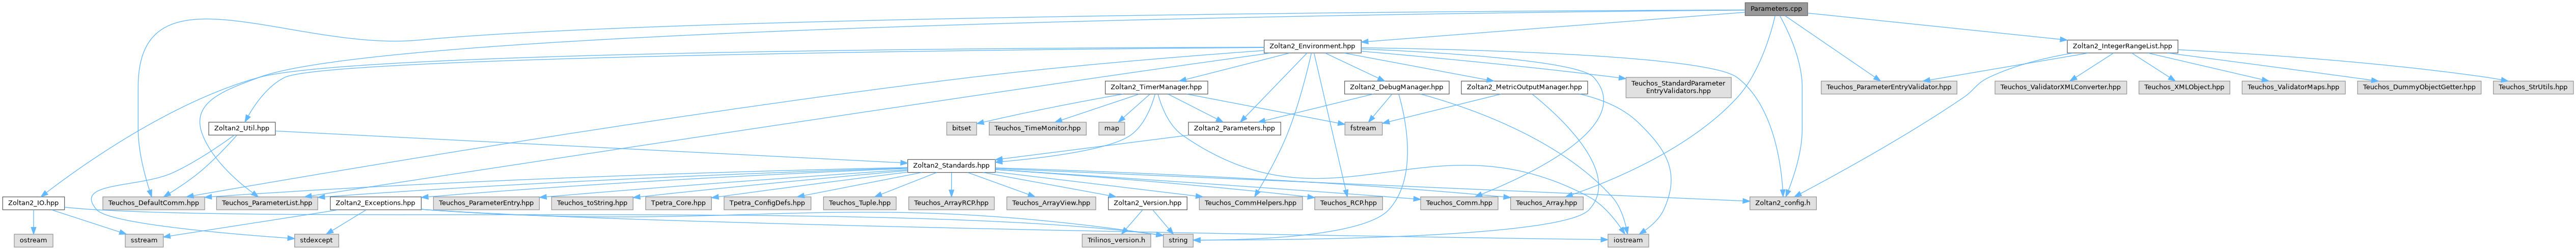 Parameters.cpp
Zoltan2_Environment.hpp
Zoltan2_IntegerRangeList.hpp
Zoltan2_TimerManager.hpp
Zoltan2_DebugManager.hpp
Zoltan2_MetricOutputManager.hpp
Teuchos_StandardParameter
EntryValidators.hpp
Teuchos_ParameterEntryValidator.hpp
Teuchos_ValidatorXMLConverter.hpp
Teuchos_XMLObject.hpp
Teuchos_ValidatorMaps.hpp
Teuchos_DummyObjectGetter.hpp
Teuchos_StrUtils.hpp
Zoltan2_Util.hpp
bitset
Teuchos_TimeMonitor.hpp
map
Zoltan2_Parameters.hpp
fstream
Zoltan2_Standards.hpp
Zoltan2_IO.hpp
Teuchos_DefaultComm.hpp
Teuchos_ParameterList.hpp
Zoltan2_Exceptions.hpp
Teuchos_ParameterEntry.hpp
Teuchos_toString.hpp
Tpetra_Core.hpp
Tpetra_ConfigDefs.hpp
Teuchos_Tuple.hpp
Teuchos_ArrayRCP.hpp
Teuchos_ArrayView.hpp
Zoltan2_Version.hpp
Teuchos_CommHelpers.hpp
Teuchos_RCP.hpp
Teuchos_Comm.hpp
Teuchos_Array.hpp
Zoltan2_config.h
ostream
sstream
stdexcept
Trilinos_version.h
string
iostream